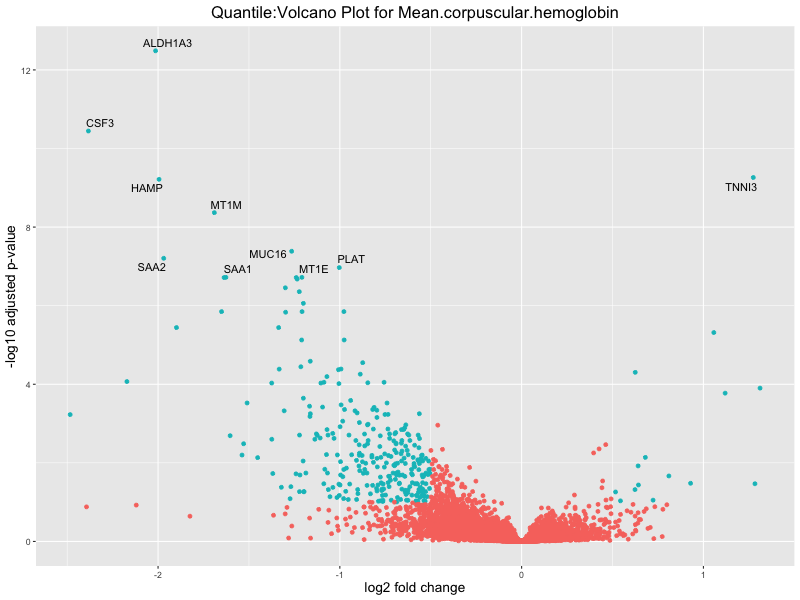 Quantile:Volcano Plot for Mean.corpuscular.hemoglobin
ALDH1A3
12
CSF3
HAMP
TNNI3
MT1M
8
MUC16
PLAT
SAA2
SAA1
MT1E
-log10 adjusted p-value
4
0
-2
-1
0
1
log2 fold change